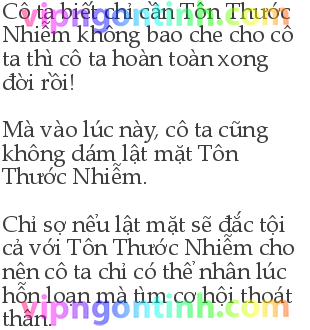 vipngontinh.com
Cô ta biết chỉ cần Tôn Thước
Nhiễm không bao che cho cô
ta thì cô ta hoàn toàn xong
đời rồi!
Mà vào lúc này, cô ta cũng
không dám lật mặt Tôn
Thước Nhiễm.
Chỉ sợ nếu lật mặt sẽ đắc tội
cả với Tôn Thước Nhiễm cho
nên cô ta chỉ có thể nhân lúc
hỗn loạn mà tìm cơ hội thoát
thân.
vipngontinh.com